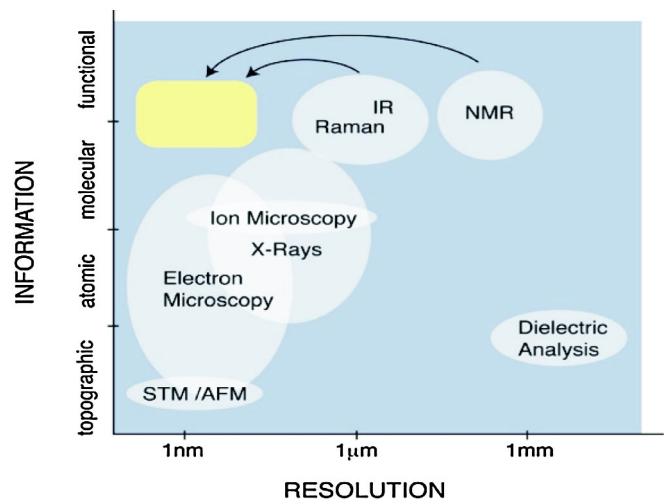 INFORMATION
functional
molecular
atomic
topographic
IR
Raman
NMR
Ion Microscopy
X-Rays
Electron
Microscopy
Dielectric
Analysis
STM /AFM
1nm
1μm
1mm
RESOLUTION